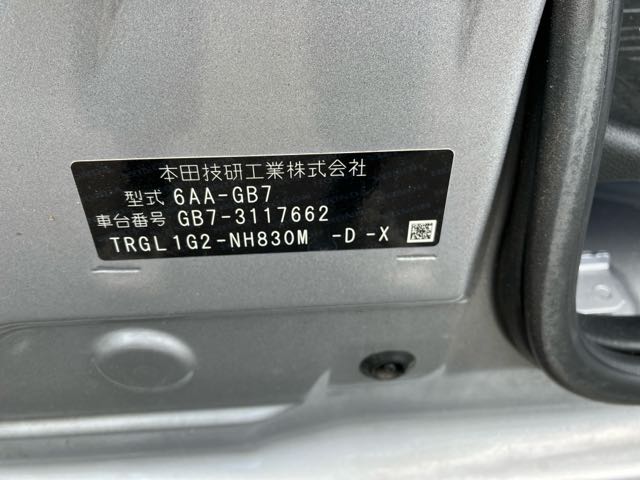 本田技研工業株式会社
型式 6AA-GB7
車台番号 GB7-3117662
TRGL1G2-NH830M -D-X